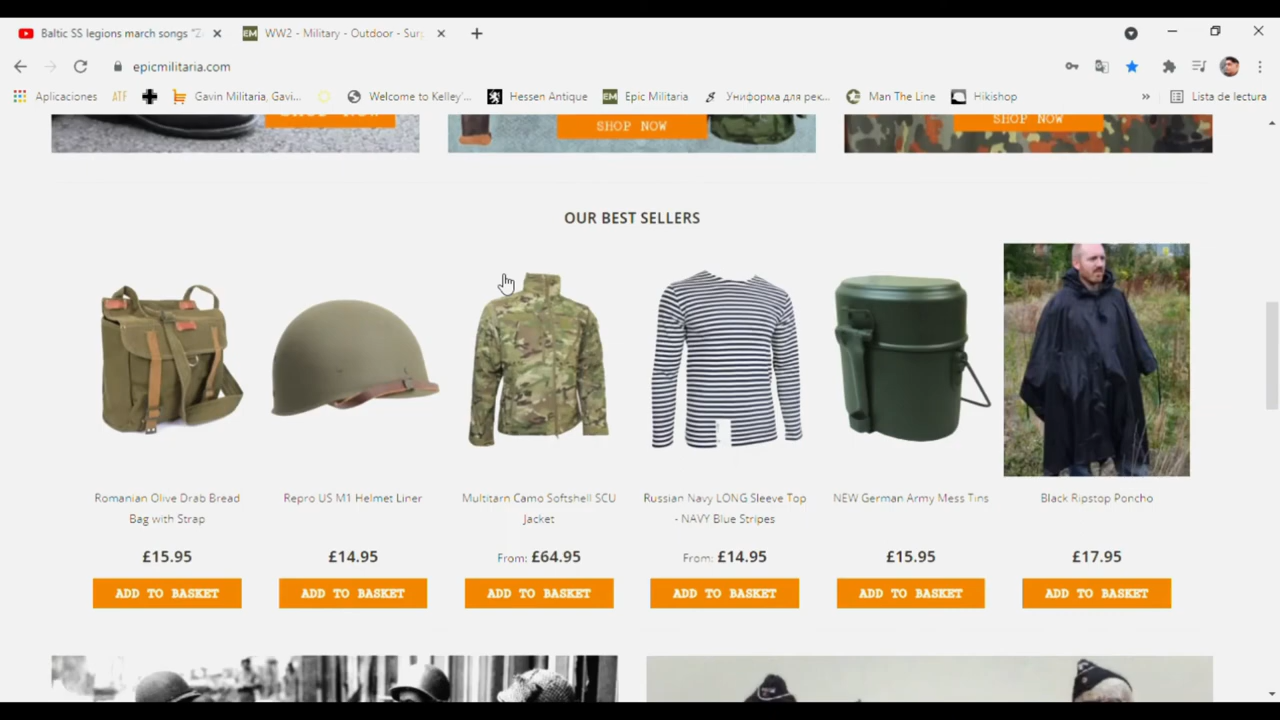 Baltic SS legions march songs "Z
EM WW2 - Military - Outdoor - Sur
epicmilitaria.com
Aplicaciones ATF Gavin Militaria, Gavi... Welcome to Kelley'... Hessen Antique EM Epic Militaria Униформа для рек... Man The Line Hikishop » Lista de lectura
SHOP NOW SHOP NOW SHOP NOW
OUR BEST SELLERS
Romanian Olive Drab Bread
Bag with Strap
Repro US M1 Helmet Liner
Multitarn Camo Softshell SCU
Jacket
Russian Navy LONG Sleeve Top
- NAVY Blue Stripes
NEW German Army Mess Tins
Black Ripstop Poncho
£15.95 £14.95 From: £64.95 From: £14.95 £15.95 £17.95
ADD TO BASKET ADD TO BASKET ADD TO BASKET ADD TO BASKET ADD TO BASKET ADD TO BASKET